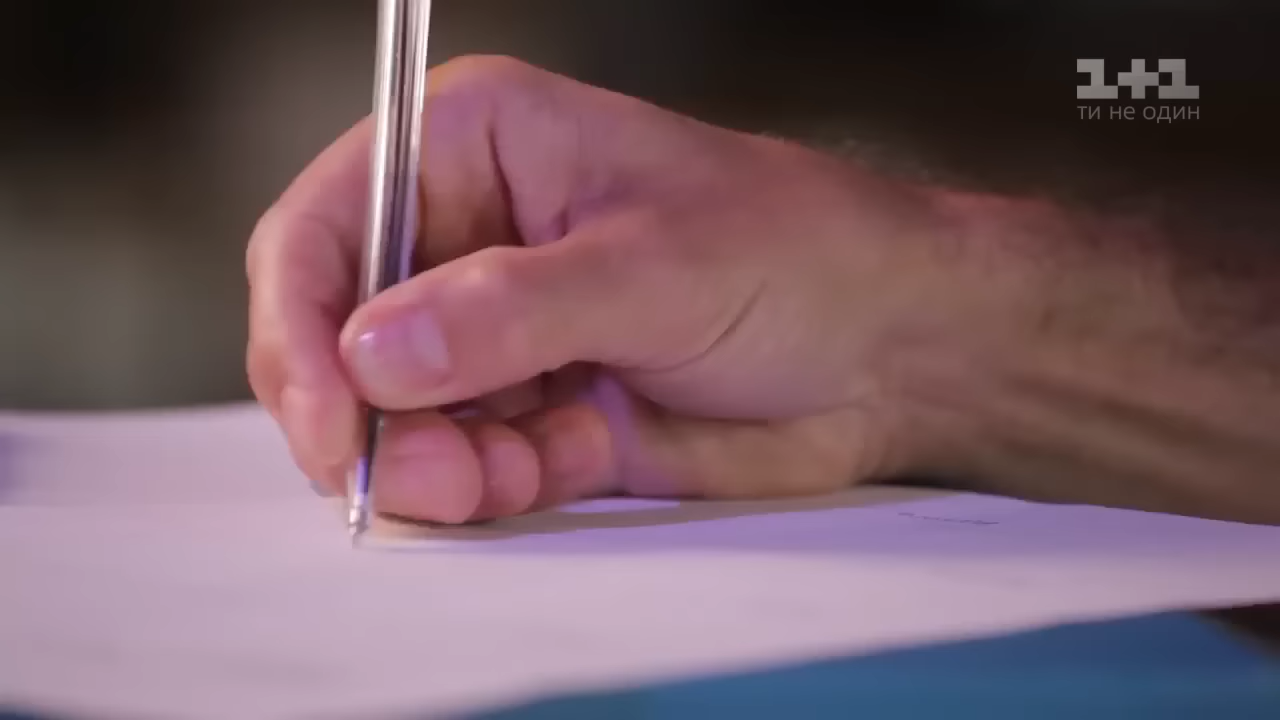 1+1
ти не один